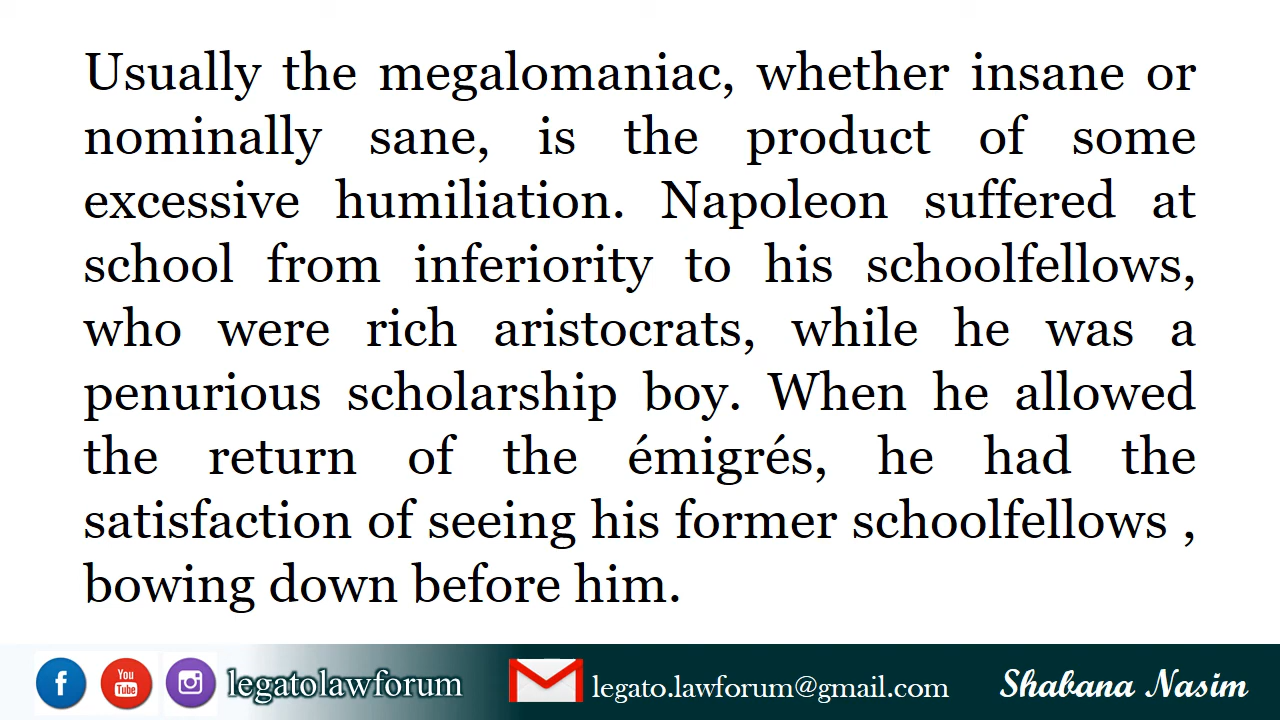 Usually the megalomaniac, whether insane or
nominally sane, is the product of some
excessive humiliation. Napoleon suffered at
school from inferiority to his schoolfellows,
who were rich aristocrats, while he was a
penurious scholarship boy. When he allowed
the return of the émigrés, he had the
satisfaction of seeing his former schoolfellows ,
bowing down before him.
f You Tube legatolawforum legato.lawforum@gmail.com Shabana Nasim